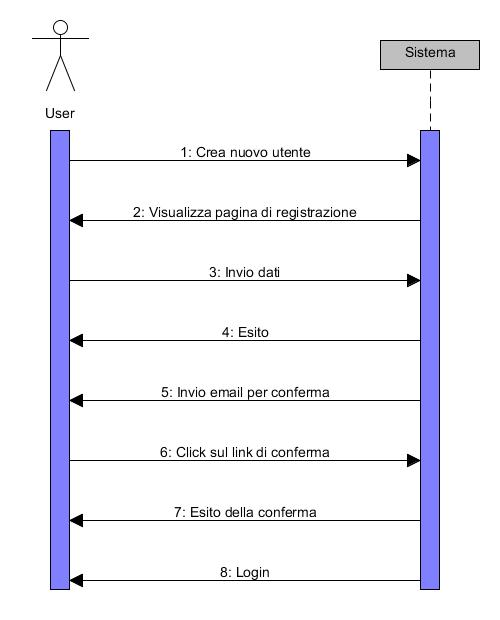 Sistema
User
1: Crea nuovo utente
2: Visualizza pagina di registrazione
3: Invio dati
4: Esito
5: Invio email per conferma
6: Click sul link di conferma
7: Esito della conferma
8: Login